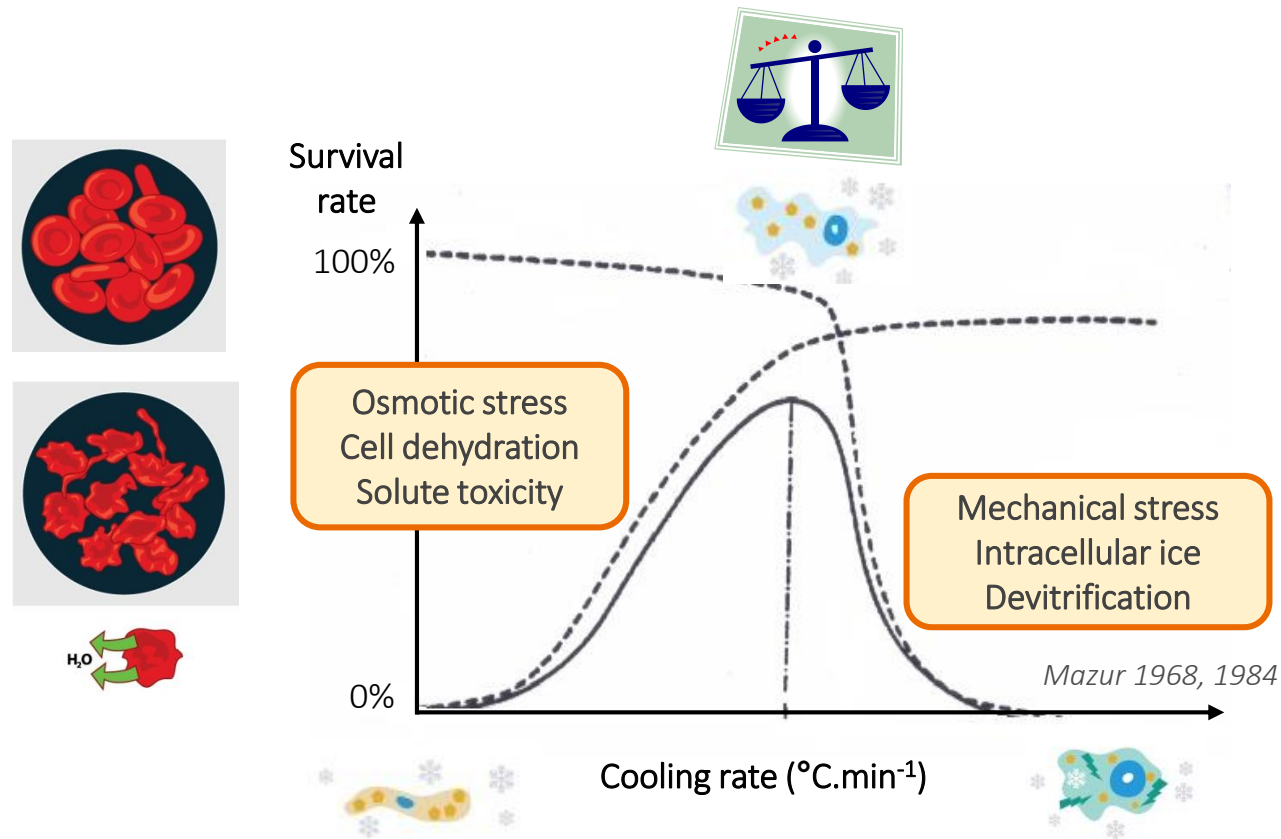 Survival
rate
100%
Osmotic stress
Cell dehydration
Solute toxicity
Mechanical stress
Intracellular ice
Devitrification
H₂O
0%
Mazur 1968, 1984
Cooling rate (°C.min⁻¹)